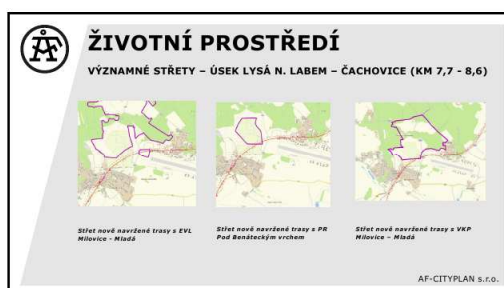 ÅF
ŽIVOTNÍ PROSTŘEDÍ
VÝZNAMNÉ STŘETY – ÚSEK LYSÁ N. LABEM – ČACHOVICE (KM 7,7 - 8,6)
Střet nově navržené trasy s EVL
Milovice - Mladá
Střet nově navržené trasy s PR
Pod Benáteckým vrchem
Střet nově navržené trasy s VKP
Milovice – Mladá
AF-CITYPLAN s.r.o.